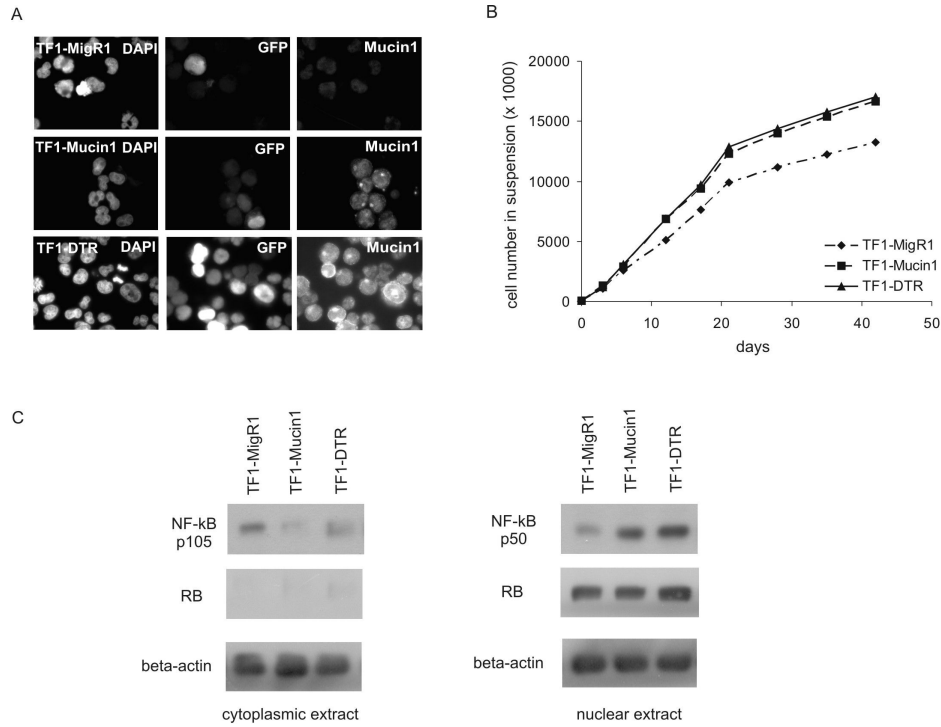 A
TF1-MigR1 DAPI
GFP
Mucin1
TF1-Mucin1 DAPI
GFP
Mucin1
TF1-DTR DAPI
GFP
Mucin1
B
cell number in suspension (x 1000)
20000
15000
10000
5000
0
0 10 20 30 40 50
days
TF1-MigR1
TF1-Mucin1
TF1-DTR
C
TF1-MigR1
TF1-Mucin1
TF1-DTR
NF-kB
p105
RB
beta-actin
cytoplasmic extract
TF1-MigR1
TF1-Mucin1
TF1-DTR
NF-kB
p50
RB
beta-actin
nuclear extract